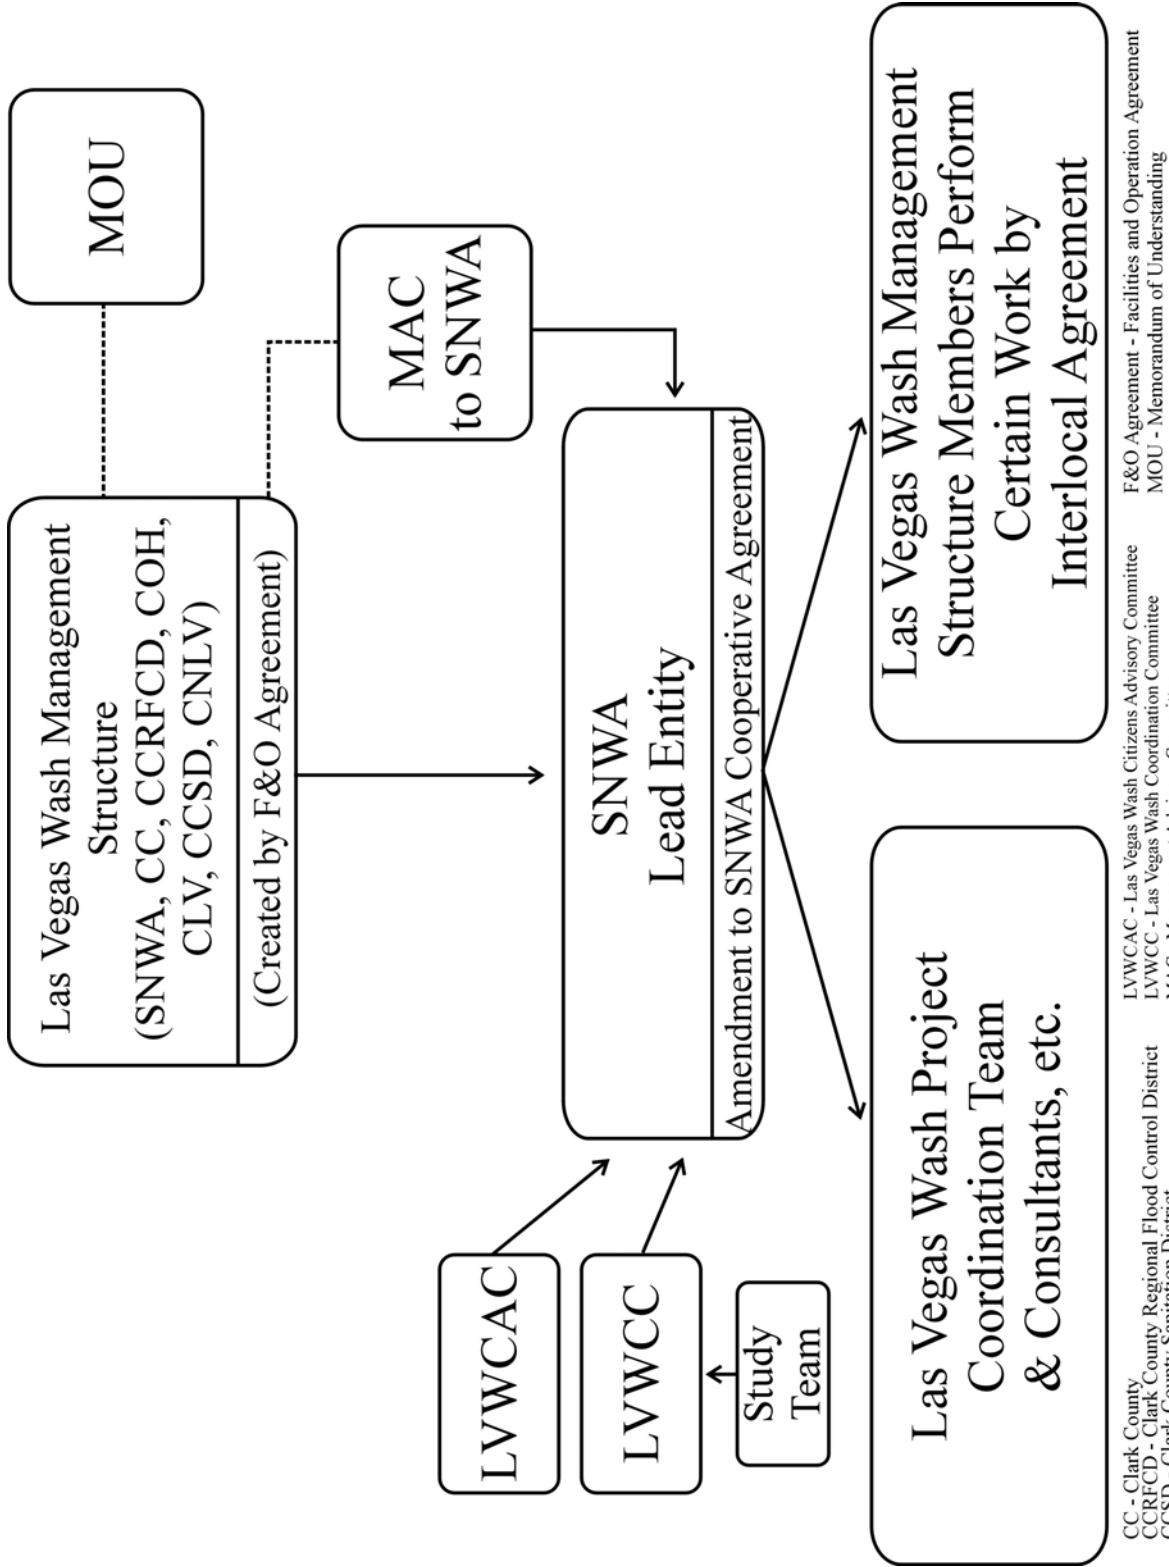 Las Vegas Wash Management
Structure
(SNWA, CC, CCRFCD, COH,
CLV, CCSD, CNLV)
(Created by F&O Agreement)
MOU
MAC
to SNWA
SNWA
Lead Entity
Amendment to SNWA Cooperative Agreement
LVWCAC
LVWCC
Study
Team
Las Vegas Wash Project
Coordination Team
& Consultants, etc.
Las Vegas Wash Management
Structure Members Perform
Certain Work by
Interlocal Agreement
CC - Clark County
CCRFCD - Clark County Regional Flood Control District
CCSD - Clark County Sanitation District
LVWCAC - Las Vegas Wash Citizens Advisory Committee
LVWCC - Las Vegas Wash Coordination Committee
F&O Agreement - Facilities and Operation Agreement
MOU - Memorandum of Understanding